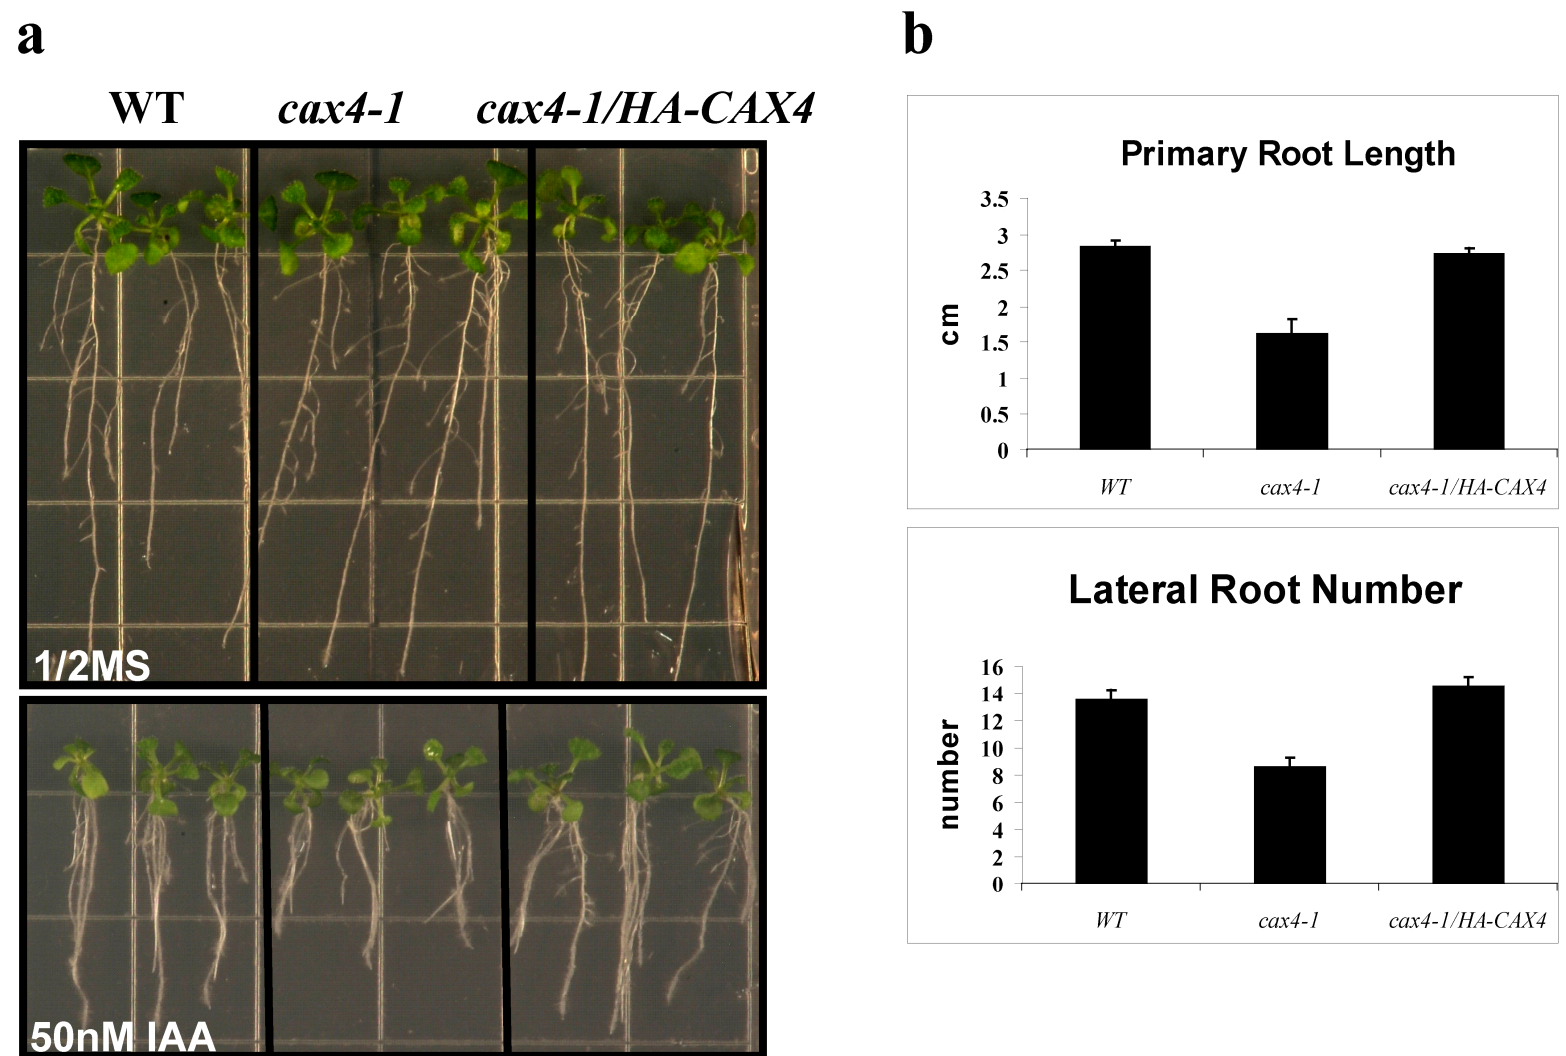 a
WT cax4-1 cax4-1/HA-CAX4
1/2MS
50nM IAA
b
Primary Root Length
3.5
3
2.5
2
1.5
1
0.5
0
cm
WT cax4-1 cax4-1/HA-CAX4
Lateral Root Number
16
14
12
10
8
6
4
2
0
number
WT cax4-1 cax4-1/HA-CAX4